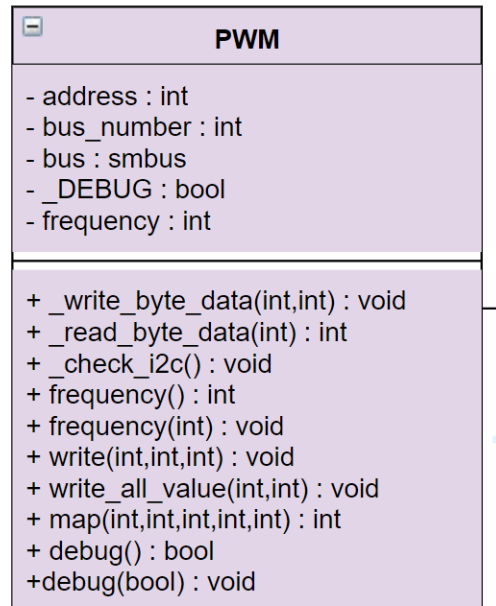 PWM
- address : int
- bus_number : int
- bus : smbus
- _DEBUG : bool
- frequency : int
+ _write_byte_data(int,int) : void
+ _read_byte_data(int) : int
+ _check_i2c() : void
+ frequency() : int
+ frequency(int) : void
+ write(int,int,int) : void
+ write_all_value(int,int) : void
+ map(int,int,int,int,int) : int
+ debug() : bool
+debug(bool) : void